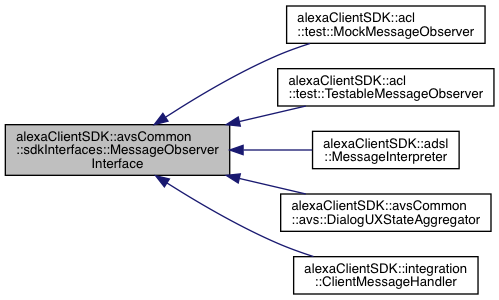 alexaClientSDK::acl
::test::MockMessageObserver
alexaClientSDK::acl
::test::TestableMessageObserver
alexaClientSDK::avsCommon
::sdkInterfaces::MessageObserver
Interface
alexaClientSDK::adsl
::MessageInterpreter
alexaClientSDK::avsCommon
::avs::DialogUXStateAggregator
alexaClientSDK::integration
::ClientMessageHandler